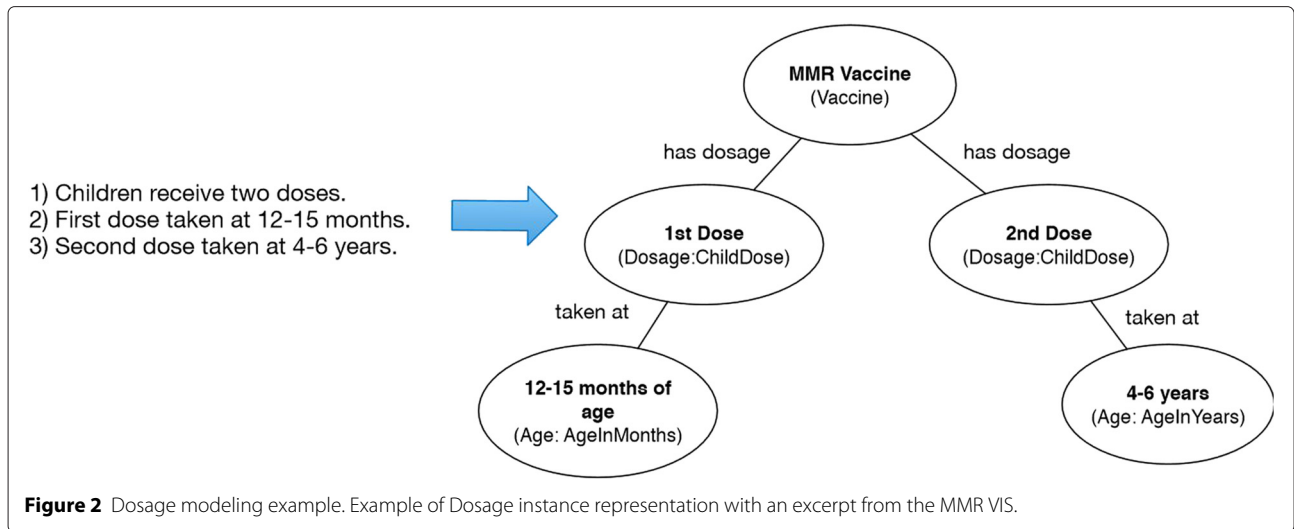 MMR Vaccine
(Vaccine)
has dosage
has dosage
1) Children receive two doses.
2) First dose taken at 12-15 months.
3) Second dose taken at 4-6 years.
1st Dose
(Dosage:ChildDose)
2nd Dose
(Dosage:ChildDose)
taken at
taken at
12-15 months of
age
(Age: AgeInMonths)
4-6 years
(Age: AgeInYears)
Figure 2 Dosage modeling example. Example of Dosage instance representation with an excerpt from the MMR VIS.